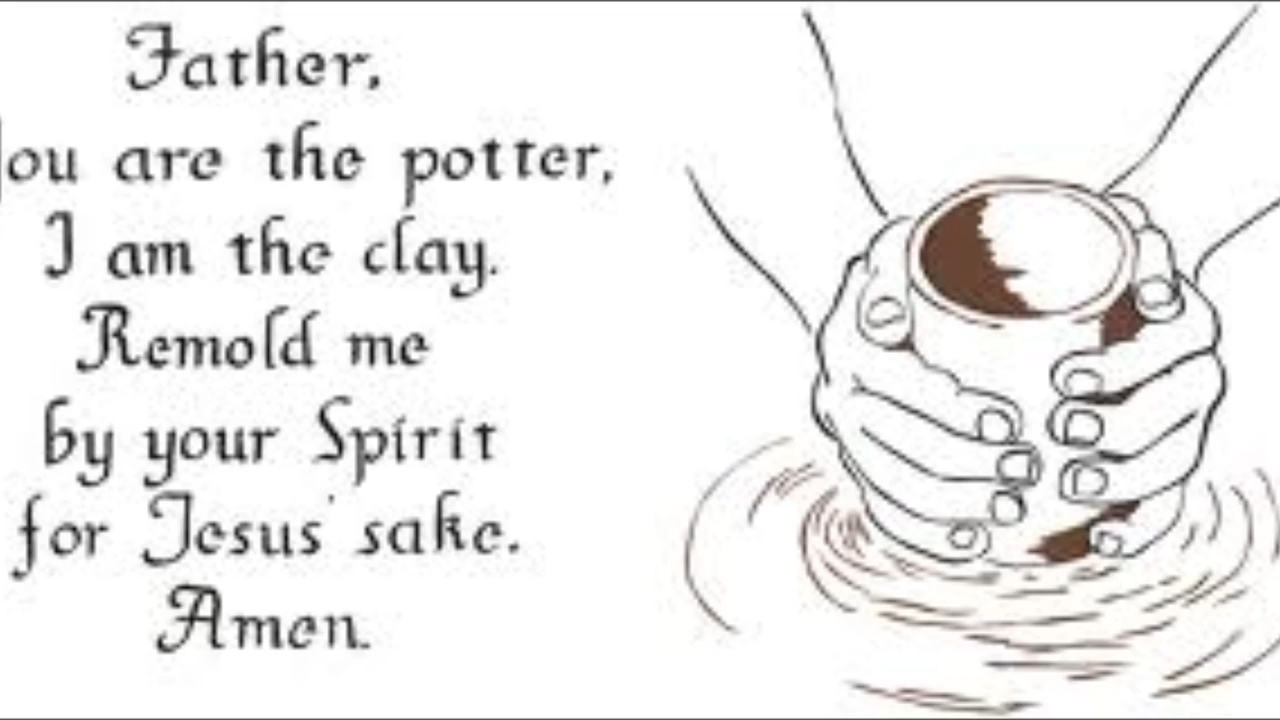 Father,
ou are the potter,
I am the clay.
Remold me
by your Spirit
for Jesus' sake.
Amen.